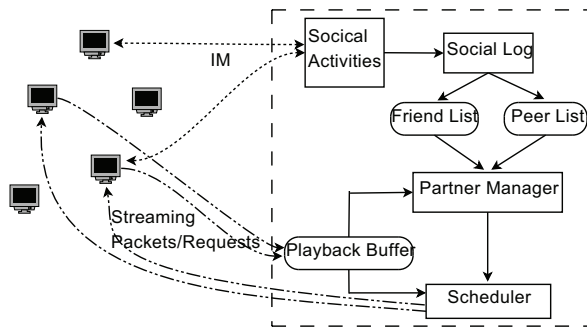 Socical
Activities
Social Log
IM
Friend List
Peer List
Partner Manager
Streaming
Packets/Requests
Playback Buffer
Scheduler